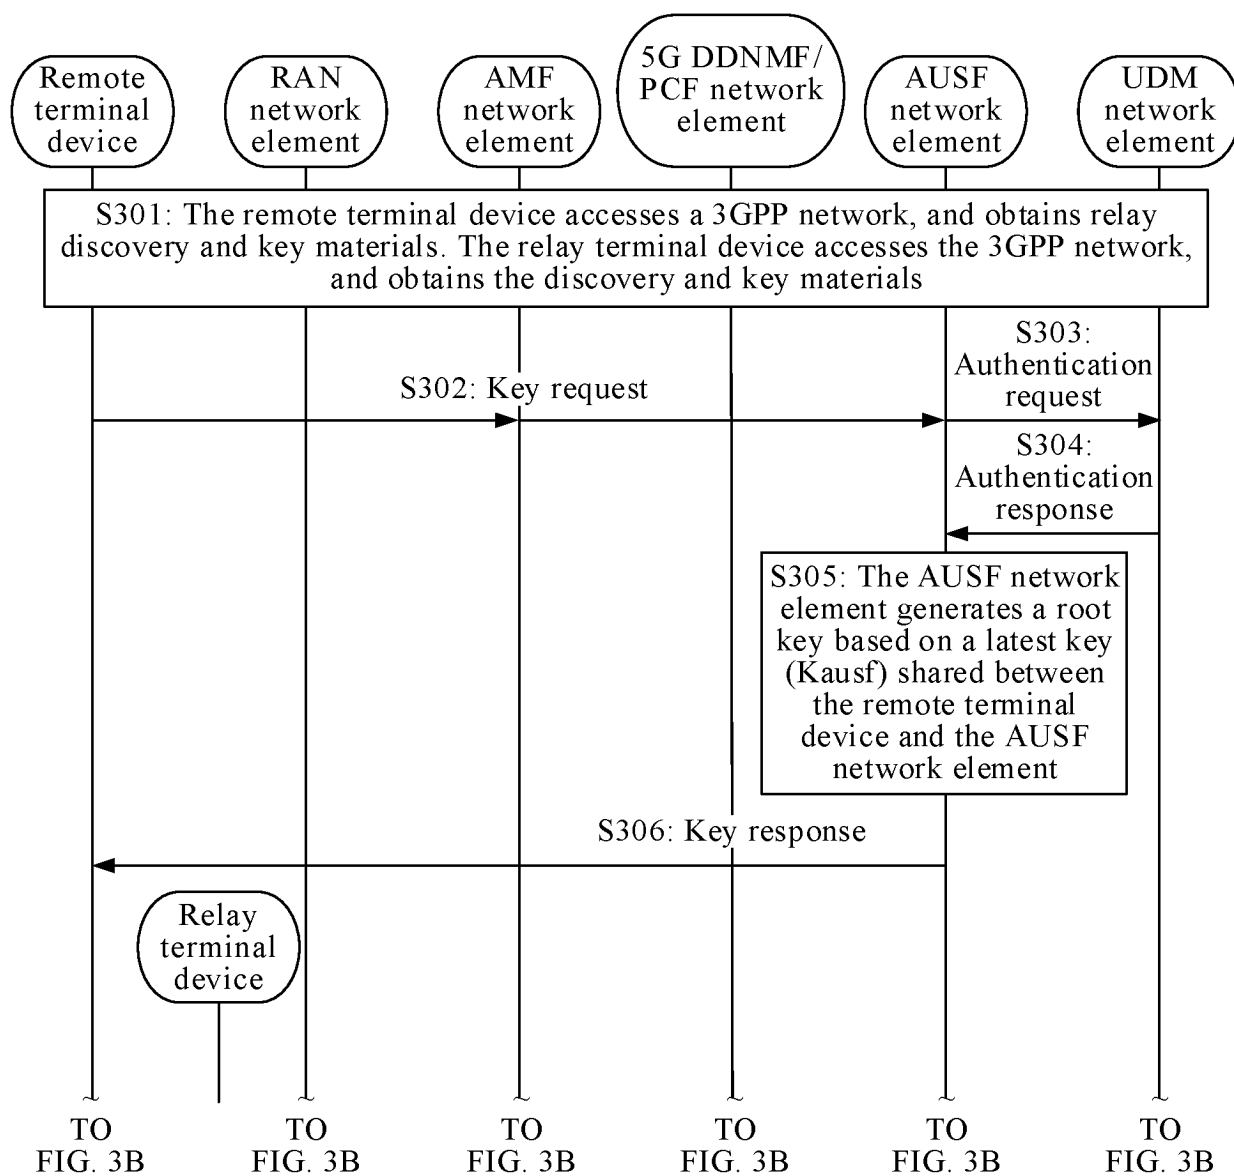 Remote
terminal
device
RAN
network
element
AMF
network
element
5G DDNMF/
PCF network
element
AUSF
network
element
UDM
network
element
S301: The remote terminal device accesses a 3GPP network, and obtains relay
discovery and key materials. The relay terminal device accesses the 3GPP network,
and obtains the discovery and key materials
S302: Key request
S303:
Authentication
request
S304:
Authentication
response
S305: The AUSF network
element generates a root
key based on a latest key
(Kausf) shared between
the remote terminal
device and the AUSF
network element
S306: Key response
Relay
terminal
device
TO
FIG. 3B
TO
FIG. 3B
TO
FIG. 3B
TO
FIG. 3B
TO
FIG. 3B
TO
FIG. 3B